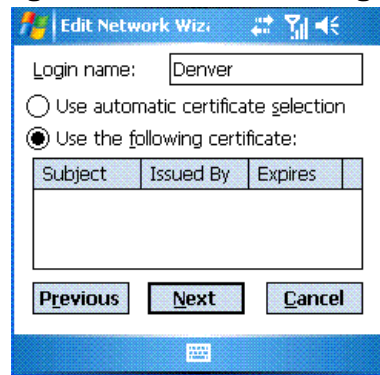 Edit Network Wiza
Login name: Denver
Use automatic certificate selection
Use the following certificate:
Subject Issued By Expires
Previous Next Cancel